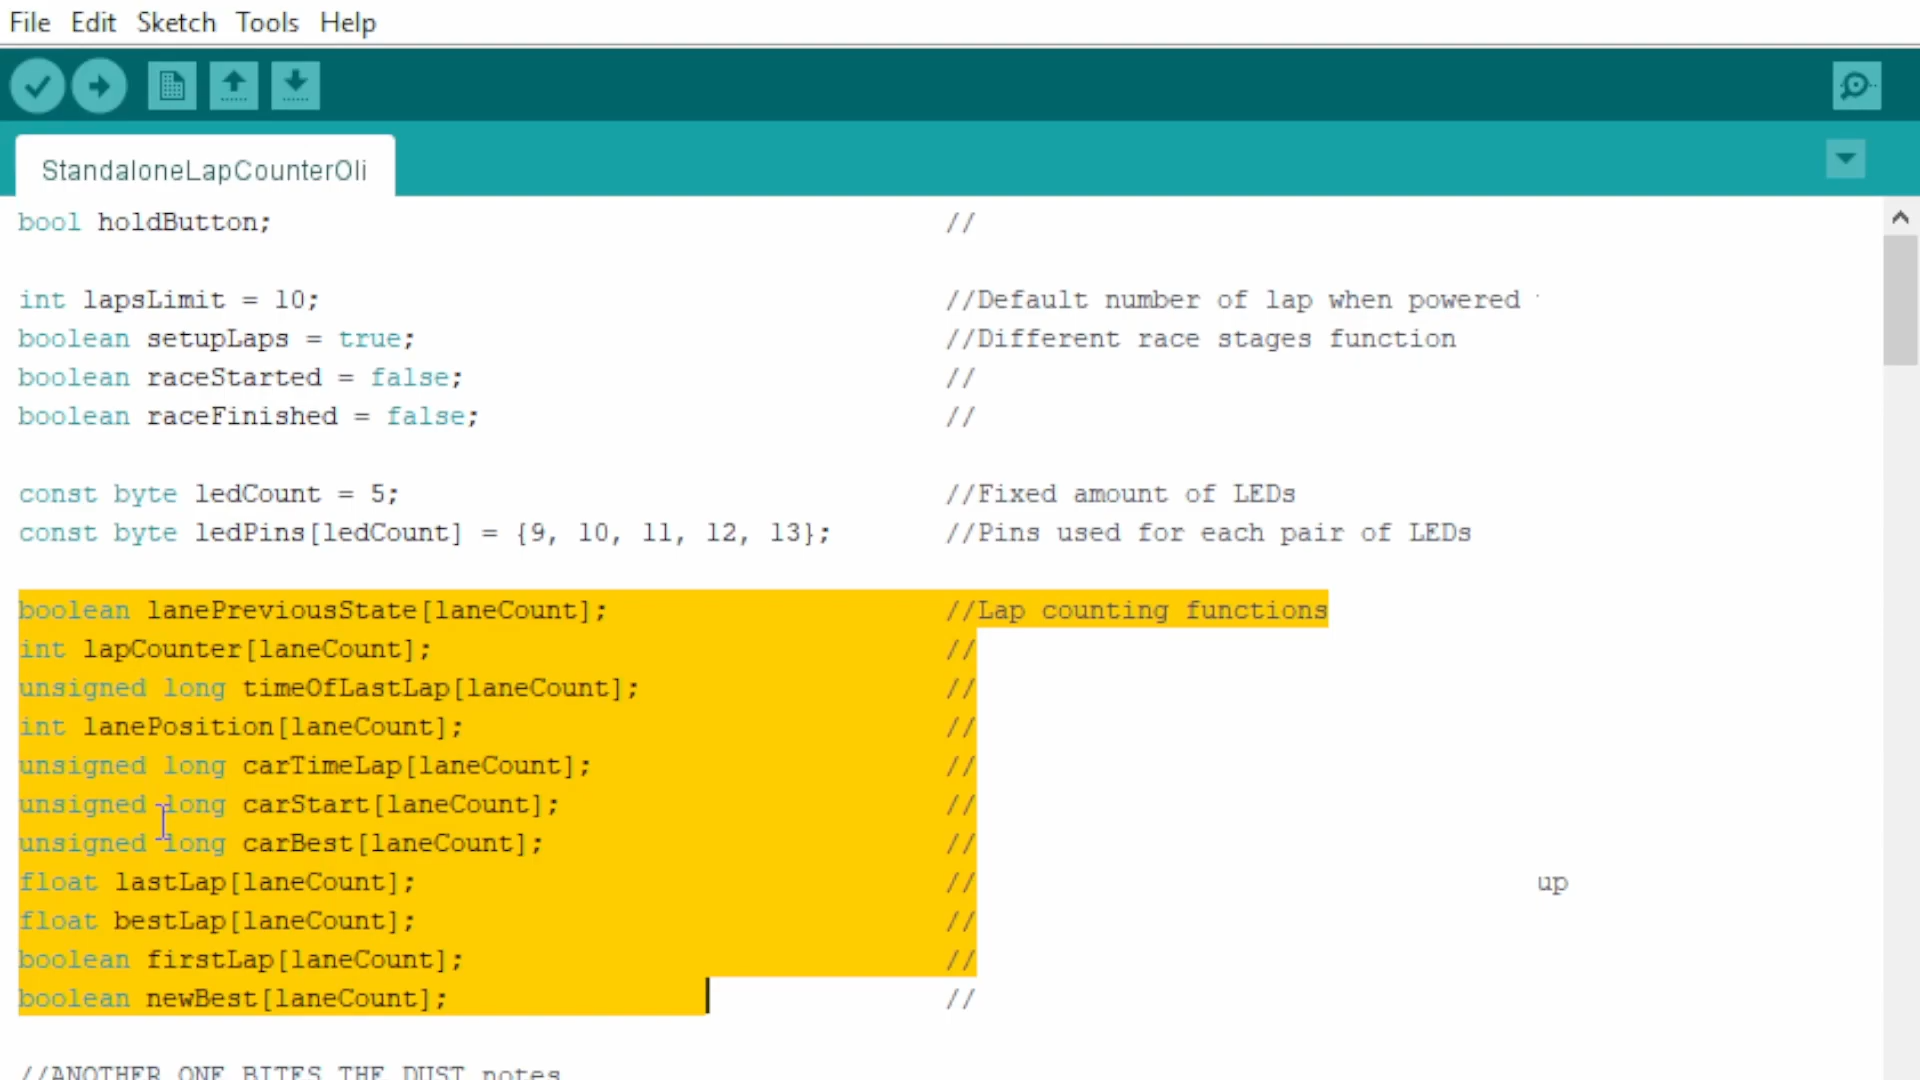 File Edit Sketch Tools Help
StandaloneLapCounterOli
bool holdButton; //
int lapsLimit = 10; //Default number of lap when powered
boolean setupLaps = true; //Different race stages function
boolean raceStarted = false; //
boolean raceFinished = false; //
const byte ledCount = 5; //Fixed amount of LEDs
const byte ledPins[ledCount] = {9, 10, 11, 12, 13}; //Pins used for each pair of LEDs
boolean lanePreviousState[laneCount]; //Lap counting functions
int lapCounter[laneCount]; //
unsigned long timeOfLastLap[laneCount]; //
int lanePosition[laneCount]; //
unsigned long carTimeLap[laneCount]; //
unsigned long carStart[laneCount]; //
unsigned long carBest[laneCount]; //
float lastLap[laneCount]; // up
float bestLap[laneCount]; //
boolean firstLap[laneCount]; //
boolean newBest[laneCount]; //
//ANOTHER ONE BITES THE DUST notes